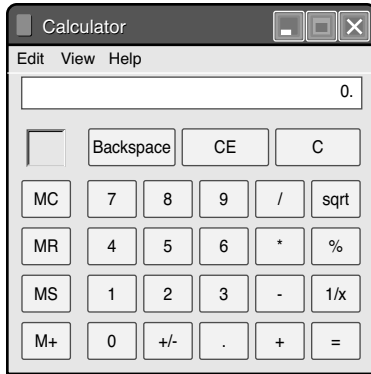 Calculator
Edit View Help
0.
Backspace CE C
MC 7 8 9 / sqrt
MR 4 5 6 * %
MS 1 2 3 - 1/x
M+ 0 +/- . + =